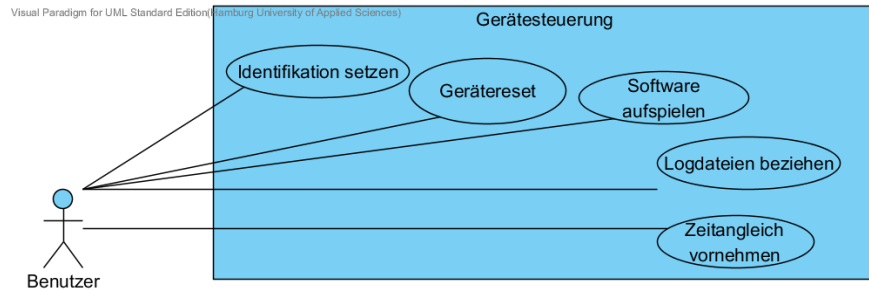 Visual Paradigm for UML Standard Edition(Hamburg University of Applied Sciences)
Gerätesteuerung
Identifikation setzen
Gerätereset
Software
aufspielen
Logdateien beziehen
Zeitangleich
vornehmen
Benutzer